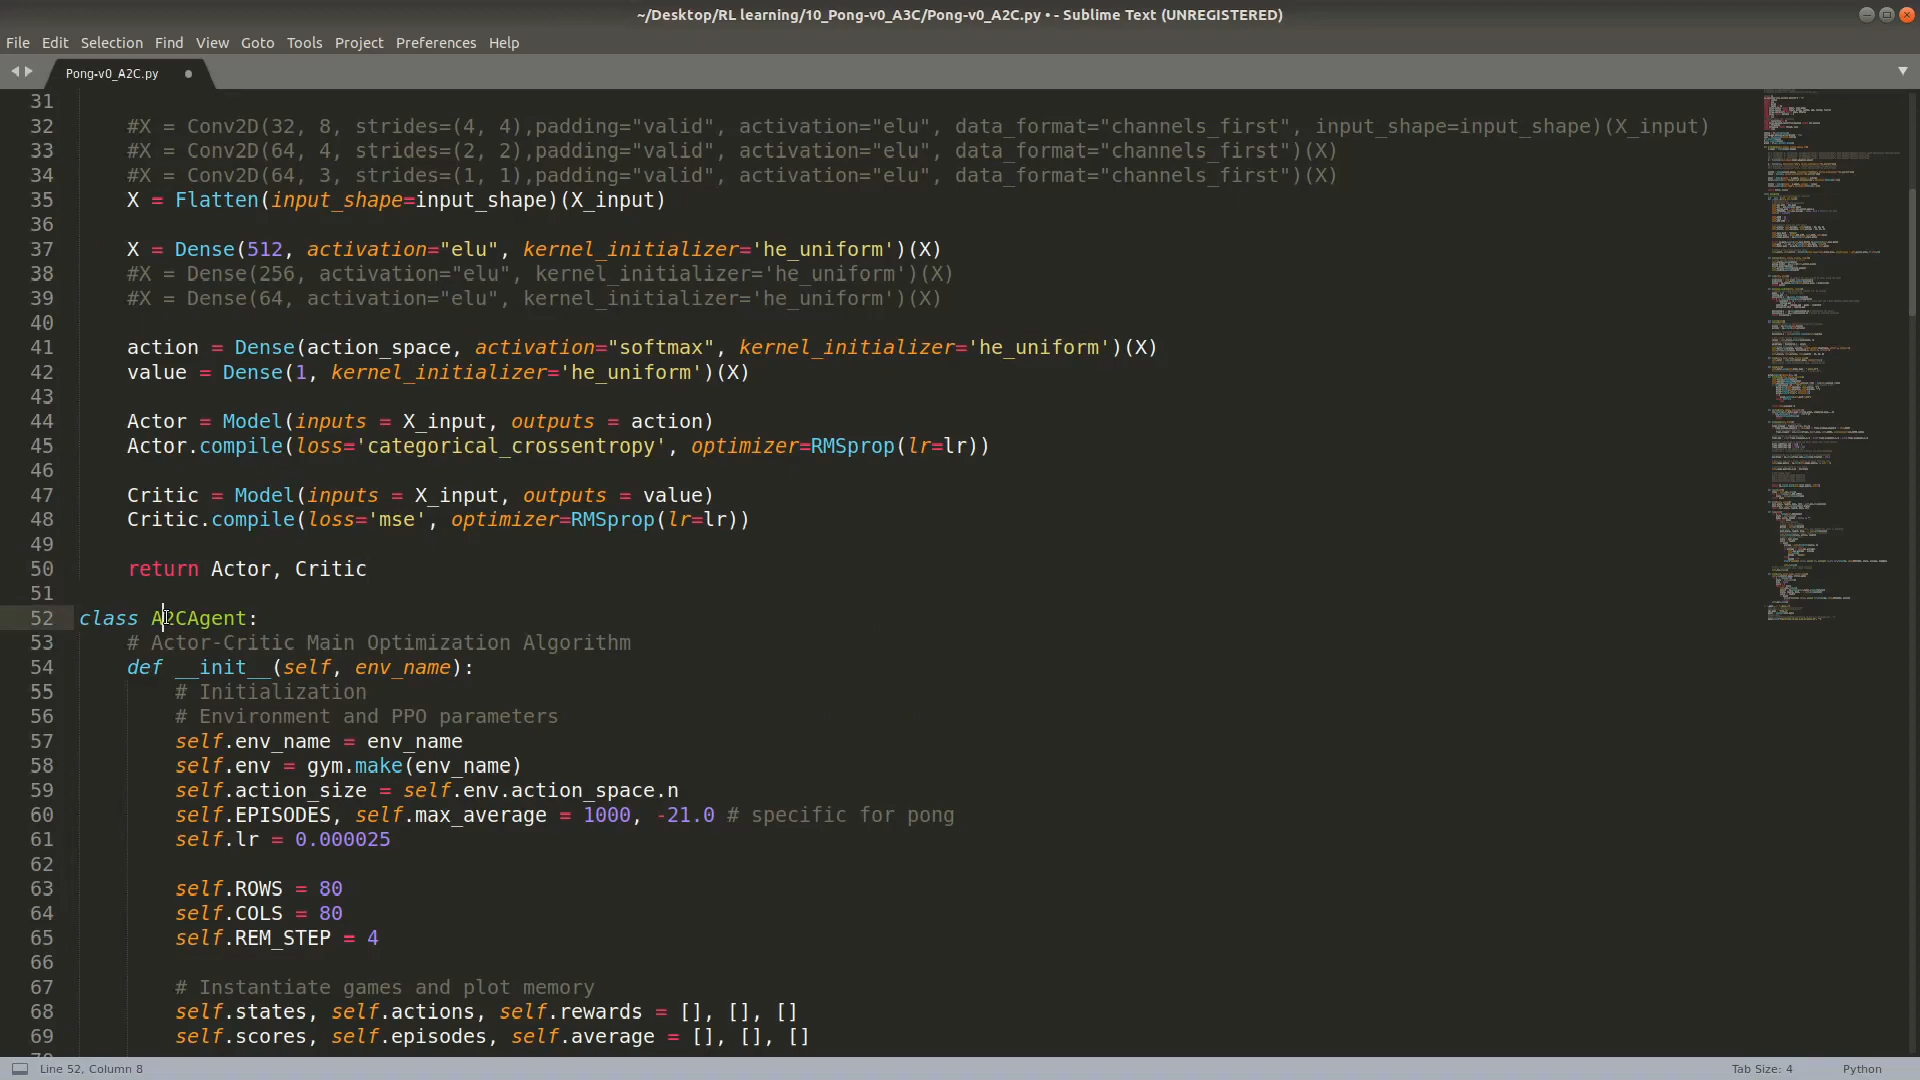 ~/Desktop/RL learning/10_Pong-v0_A3C/Pong-v0_A2C.py • - Sublime Text (UNREGISTERED)
File Edit Selection Find View Goto Tools Project Preferences Help
Pong-v0_A2C.py
31
32 #X = Conv2D(32, 8, strides=(4, 4),padding="valid", activation="elu", data_format="channels_first", input_shape=input_shape)(X_input)
33 #X = Conv2D(64, 4, strides=(2, 2),padding="valid", activation="elu", data_format="channels_first")(X)
34 #X = Conv2D(64, 3, strides=(1, 1),padding="valid", activation="elu", data_format="channels_first")(X)
35 X = Flatten(input_shape=input_shape)(X_input)
36
37 X = Dense(512, activation="elu", kernel_initializer='he_uniform')(X)
38 #X = Dense(256, activation="elu", kernel_initializer='he_uniform')(X)
39 #X = Dense(64, activation="elu", kernel_initializer='he_uniform')(X)
40
41 action = Dense(action_space, activation="softmax", kernel_initializer='he_uniform')(X)
42 value = Dense(1, kernel_initializer='he_uniform')(X)
43
44 Actor = Model(inputs = X_input, outputs = action)
45 Actor.compile(loss='categorical_crossentropy', optimizer=RMSprop(lr=lr))
46
47 Critic = Model(inputs = X_input, outputs = value)
48 Critic.compile(loss='mse', optimizer=RMSprop(lr=lr))
49
50 return Actor, Critic
51
52 class A2CAgent:
53 # Actor-Critic Main Optimization Algorithm
54 def __init__(self, env_name):
55 # Initialization
56 # Environment and PPO parameters
57 self.env_name = env_name
58 self.env = gym.make(env_name)
59 self.action_size = self.env.action_space.n
60 self.EPISODES, self.max_average = 1000, -21.0 # specific for pong
61 self.lr = 0.000025
62
63 self.ROWS = 80
64 self.COLS = 80
65 self.REM_STEP = 4
66
67 # Instantiate games and plot memory
68 self.states, self.actions, self.rewards = [], [], []
69 self.scores, self.episodes, self.average = [], [], []
Line 52, Column 8 Tab Size: 4 Python